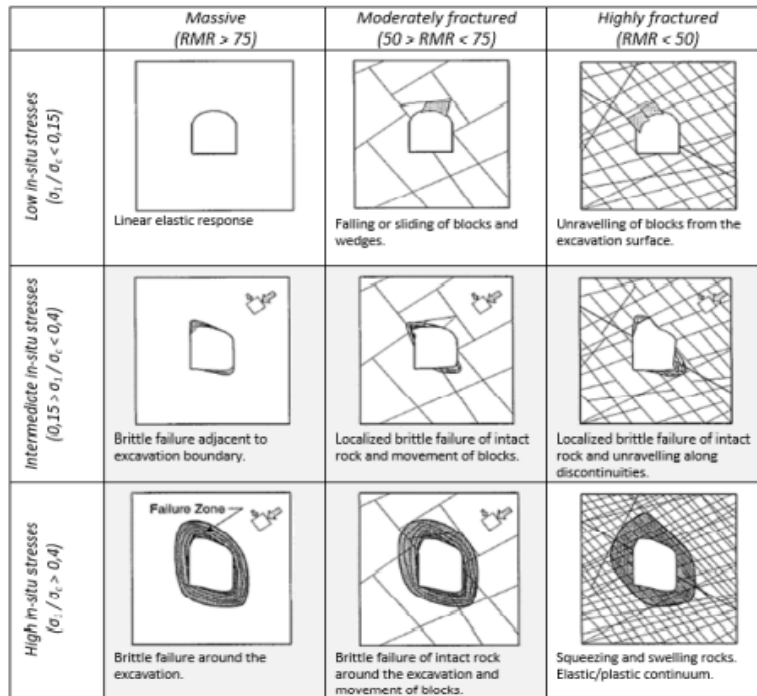 Massive
(RMR > 75)
Moderately fractured
(50 > RMR < 75)
Highly fractured
(RMR < 50)
Low in-situ stresses
(σ1 / σc < 0,15)
Linear elastic response
Falling or sliding of blocks and
wedges.
Unravelling of blocks from the
excavation surface.
Intermediate in-situ stresses
(0,15 > σ1 / σc < 0,4)
Brittle failure adjacent to
excavation boundary.
Localized brittle failure of intact
rock and movement of blocks.
Localized brittle failure of intact
rock and unravelling along
discontinuities.
High in-situ stresses
(σ1 / σc > 0,4)
Failure Zone
Brittle failure around the
excavation.
Brittle failure of intact rock
around the excavation and
movement of blocks.
Squeezing and swelling rocks.
Elastic/plastic continuum.